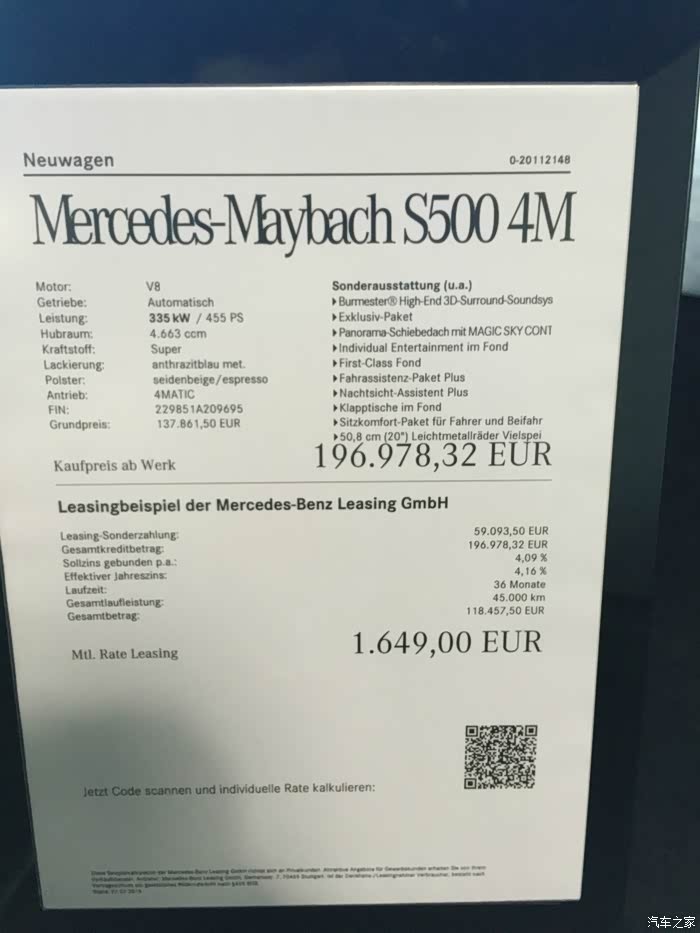 Neuwagen
0-20112148
Mercedes-Maybach S500 4M
Motor: V8
Getriebe: Automatisch
Leistung: 335 kW / 455 PS
Hubraum: 4.663 ccm
Kraftstoff: Super
Lackierung: anthrazitblau met.
Polster: seidenbeige/espresso
Antrieb: 4MATIC
FIN: 229851A209695
Grundpreis: 137.861,50 EUR
Sonderausstattung (u.a.)
Burmester® High-End 3D-Surround-Soundsys
Exklusiv-Paket
Panorama-Schiebedach mit MAGIC SKY CONT
Individual Entertainment im Fond
First-Class Fond
Fahrassistenz-Paket Plus
Nachtsicht-Assistent Plus
Klapptische im Fond
Sitzkomfort-Paket für Fahrer und Beifahr
50,8 cm (20") Leichtmetallräder Vielspei
Kaufpreis ab Werk 196.978,32 EUR
Leasingbeispiel der Mercedes-Benz Leasing GmbH
Leasing-Sonderzahlung: 59.093,50 EUR
Gesamtkreditbetrag: 196.978,32 EUR
Sollzins gebunden p.a.: 4,09 %
Effektiver Jahreszins: 4,16 %
Laufzeit: 36 Monate
Gesamtlaufleistung: 45.000 km
Gesamtbetrag: 118.457,50 EUR
Mtl. Rate Leasing 1.649,00 EUR
Jetzt Code scannen und individuelle Rate kalkulieren:
汽车之家